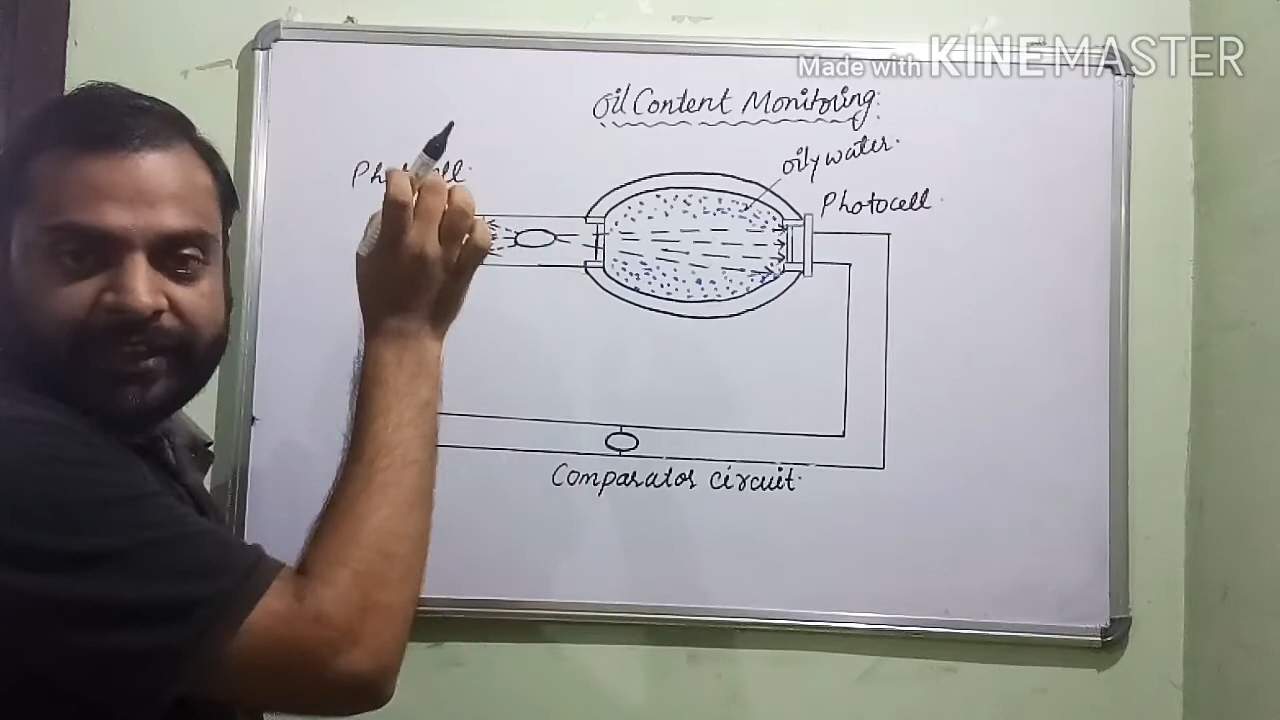 Made with KINEMASTER
Oil Content Monitoring:
oily water.
Photocell
Comparator circuit.